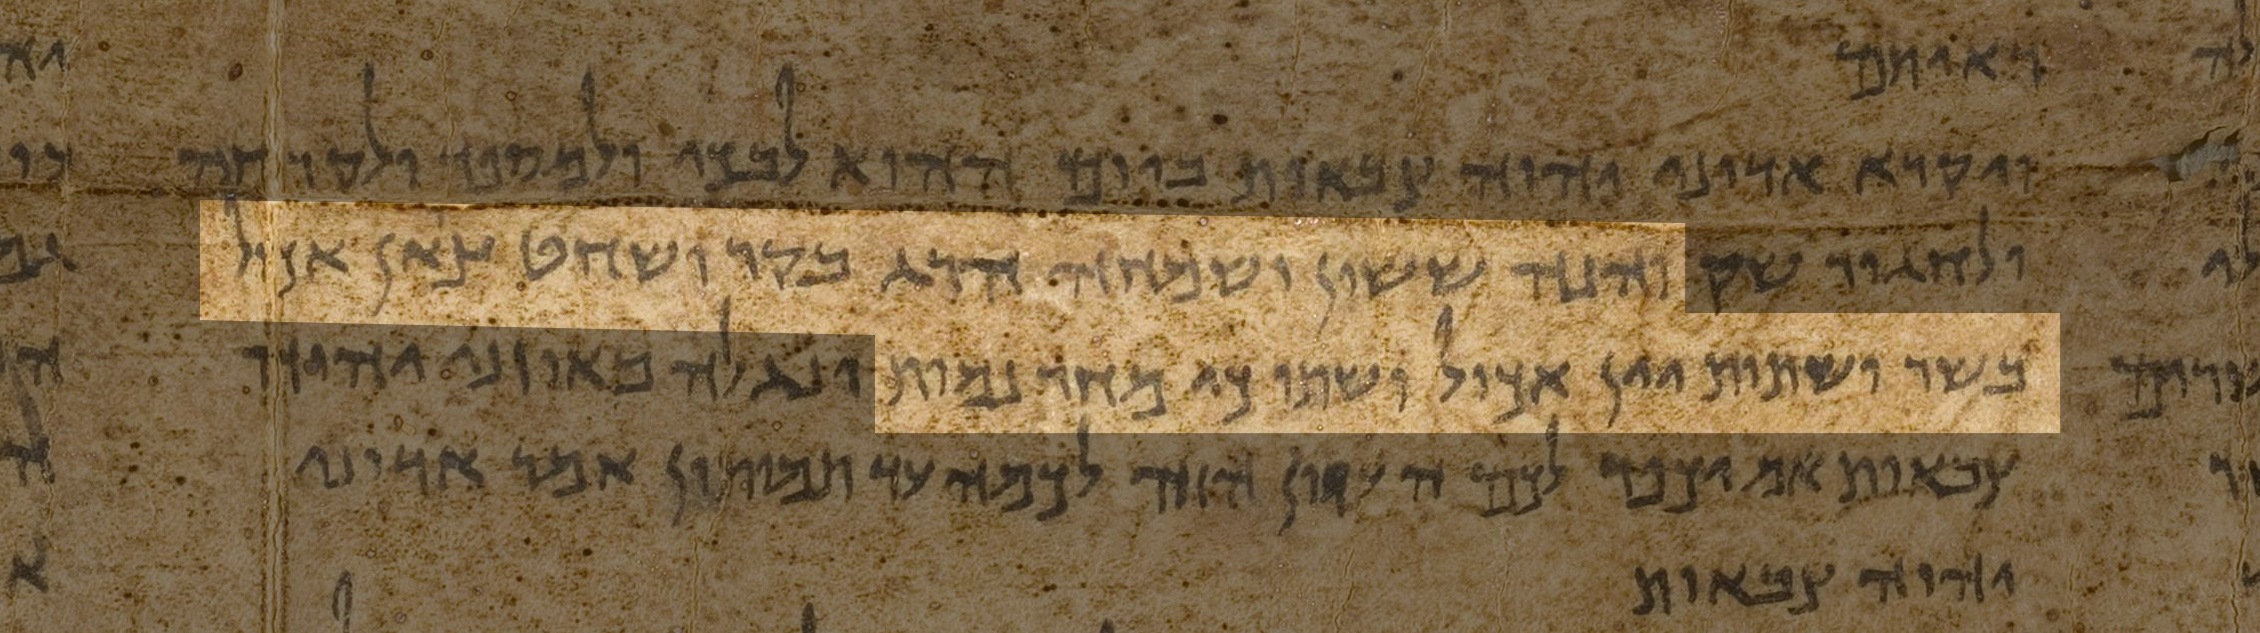 ראיתם
ויקרא אדוני יהוה צבאות ביום ההוא לבכי ולמספד ולקרחה
ולחגור שק והנה ששון ושמחה הרג בקר ושחט צאן אכול
בשר ושתות יין אכול ושתו כי מחר נמות ונגלה באוזני יהוה
צבאות אם יכפר לכם העוון הזה לכמה עד תמותון אמר אדוני
יהוה צבאות